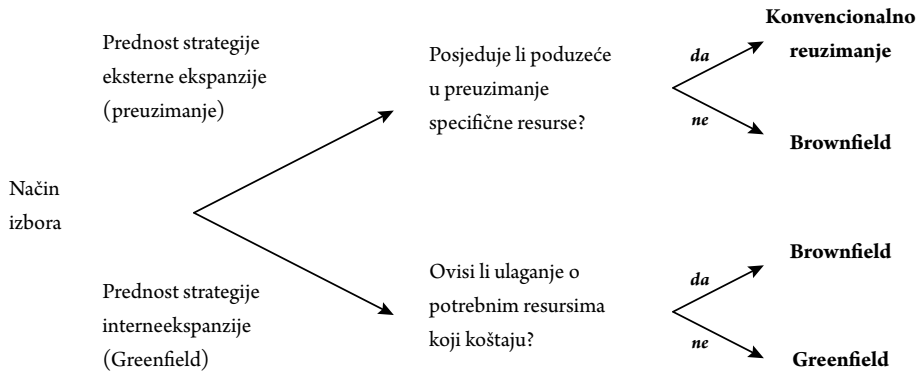 Način
izbora
Prednost strategije
eksterne ekspanzije
(preuzimanje)
Prednost strategije
interneekspanzije
(Greenfield)
Posjeduje li poduzeće
u preuzimanje
specifične resurse?
da
ne
Konvencionalno
reuzimanje
Brownfield
Ovisi li ulaganje o
potrebnim resursima
koji koštaju?
da
ne
Brownfield
Greenfield